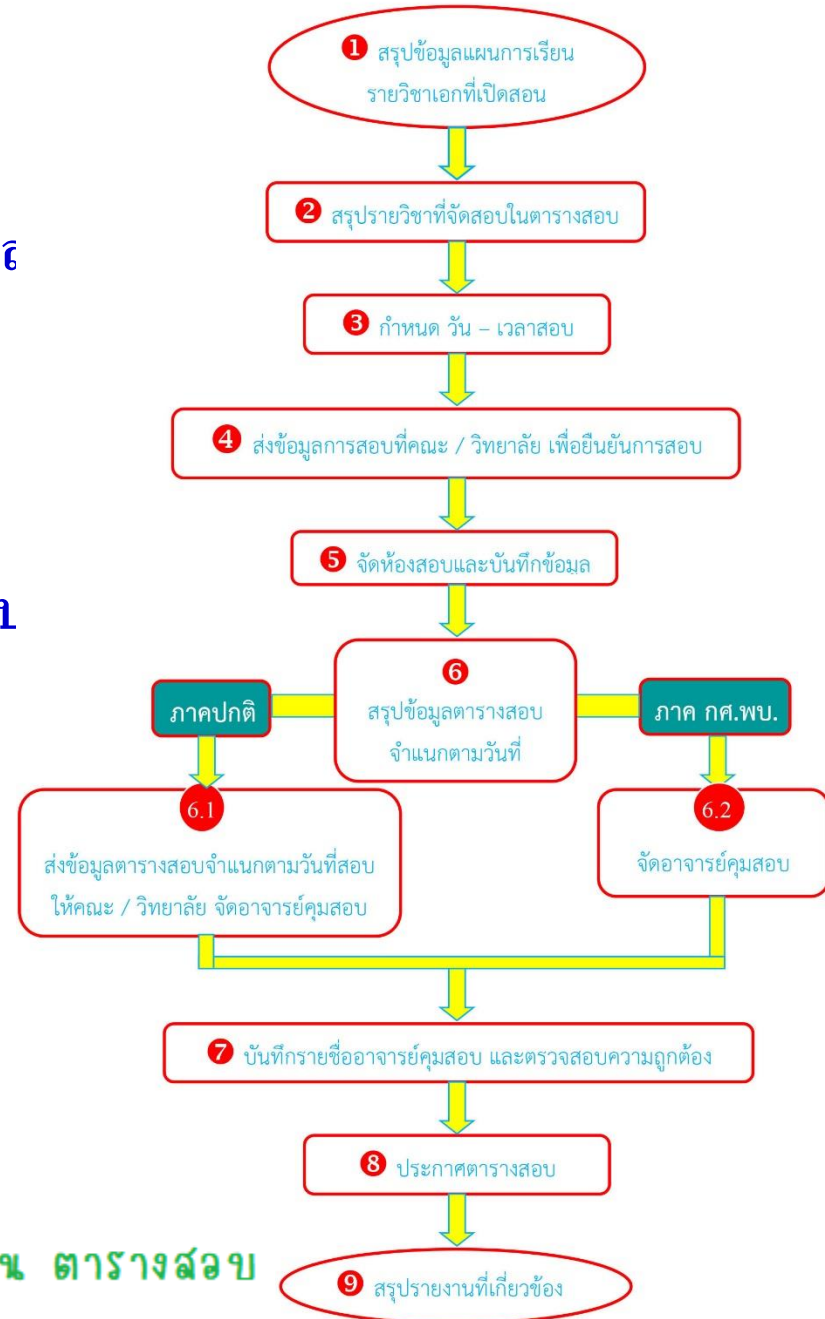 ❶ สรุปข้อมูลแผนการเรียน
รายวิชาเอกที่เปิดสอน
❷ สรุปรายวิชาที่จัดสอบในตารางสอบ
❸ กำหนด วัน – เวลาสอบ
❹ ส่งข้อมูลการสอบที่คณะ / วิทยาลัย เพื่อยืนยันการสอบ
❺ จัดห้องสอบและบันทึกข้อมูล
❻
สรุปข้อมูลตารางสอบ
จำแนกตามวันที่
ภาคปกติ
ภาค กศ.พบ.
6.1
ส่งข้อมูลตารางสอบจำแนกตามวันที่สอบ
ให้คณะ / วิทยาลัย จัดอาจารย์คุมสอบ
6.2
จัดอาจารย์คุมสอบ
❼ บันทึกรายชื่ออาจารย์คุมสอบ และตรวจสอบความถูกต้อง
❽ ประกาศตารางสอบ
ตารางสอบ
❾ สรุปรายงานที่เกี่ยวข้อง